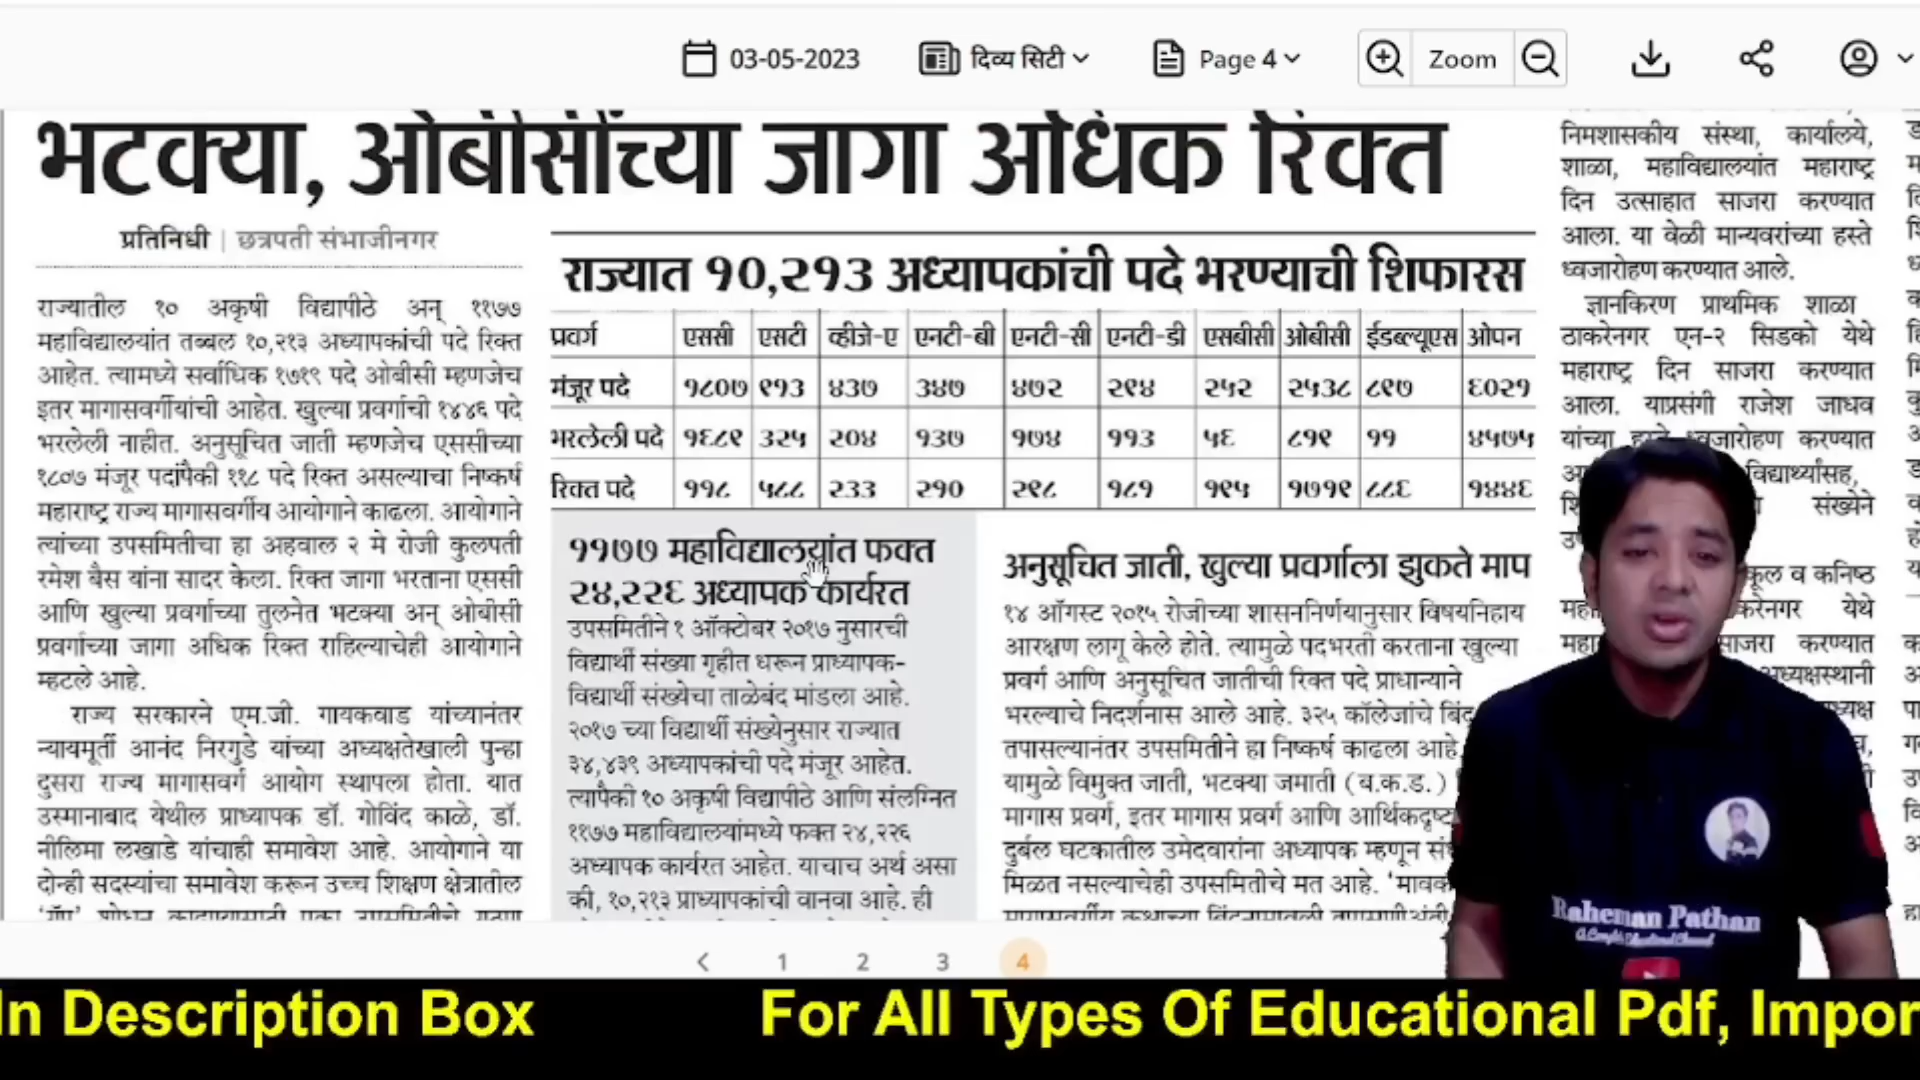 03-05-2023
दिव्य सिटी
Page 4
Zoom
भटक्या, ओबीसींच्या जागा अधिक रिक्त
प्रतिनिधी | छत्रपती संभाजीनगर
राज्यातील १० अकृषी विद्यापीठे अन् ११७७
महाविद्यालयांत तब्बल १०,२१३ अध्यापकांची पदे रिक्त
आहेत. त्यामध्ये सर्वाधिक १७१९ पदे ओबीसी म्हणजेच
इतर मागासवर्गीयांची आहेत. खुल्या प्रवर्गाची १४४६ पदे
भरलेली नाहीत. अनुसूचित जाती म्हणजेच एससीच्या
१८०७ मंजूर पदांपैकी ११८ पदे रिक्त असल्याचा निष्कर्ष
महाराष्ट्र राज्य मागासवर्गीय आयोगाने काढला. आयोगाने
त्यांच्या उपसमितीचा हा अहवाल २ मे रोजी कुलपती
रमेश बैस यांना सादर केला. रिक्त जागा भरताना एससी
आणि खुल्या प्रवर्गाच्या तुलनेत भटक्या अन् ओबीसी
प्रवर्गाच्या जागा अधिक रिक्त राहिल्याचेही आयोगाने
म्हटले आहे.
राज्य सरकारने एम.जी. गायकवाड यांच्यानंतर
न्यायमूर्ती आनंद निरगुडे यांच्या अध्यक्षतेखाली पुन्हा
दुसरा राज्य मागासवर्ग आयोग स्थापला होता. यात
उस्मानाबाद येथील प्राध्यापक डॉ. गोविंद काळे, डॉ.
नीलिमा लखाडे यांचाही समावेश आहे. आयोगाने या
दोन्ही सदस्यांचा समावेश करून उच्च शिक्षण क्षेत्रातील
राज्यात १०,२१३ अध्यापकांची पदे भरण्याची शिफारस
प्रवर्ग एससी एसटी व्हीजे-ए एनटी-बी एनटी-सी एनटी-डी एसबीसी ओबीसी ईडब्ल्यूएस ओपन
मंजूर पदे १८०७ ९१३ ४३७ ३४७ ४७२ २९४ २५२ २५३८ ८९७ ६०२१
भरलेली पदे १६८९ ३२५ २०४ १३७ १७४ ११३ ५६ ८१९ ११ ४५७५
रिक्त पदे ११८ ५८८ २३३ २१० २९८ १८१ १९५ १७१९ ८८६ १४४६
११७७ महाविद्यालयांत फक्त
२४,२२६ अध्यापक कार्यरत
उपसमितीने १ ऑक्टोबर २०१७ नुसारची
विद्यार्थी संख्या गृहीत धरून प्राध्यापक-
विद्यार्थी संख्येचा ताळेबंद मांडला आहे.
२०१७ च्या विद्यार्थी संख्येनुसार राज्यात
३४,४३९ अध्यापकांची पदे मंजूर आहेत.
त्यापैकी १० अकृषी विद्यापीठे आणि संलग्नित
११७७ महाविद्यालयांमध्ये फक्त २४,२२६
अध्यापक कार्यरत आहेत. याचाच अर्थ असा
की, १०,२१३ प्राध्यापकांची वानवा आहे. ही
अनुसूचित जाती, खुल्या प्रवर्गाला झुकते माप
१४ ऑगस्ट २०१५ रोजीच्या शासननिर्णयानुसार विषयनिहाय
आरक्षण लागू केले होते. त्यामुळे पदभरती करताना खुल्या
प्रवर्ग आणि अनुसूचित जातीची रिक्त पदे प्राधान्याने
भरल्याचे निदर्शनास आले आहे. ३२५ कॉलेजांचे
तपासल्यानंतर उपसमितीने हा निष्कर्ष काढला आहे
यामुळे विमुक्त जाती, भटक्या जमाती (ब.क.ड.)
मागास प्रवर्ग, इतर मागास प्रवर्ग आणि
दुर्बल घटकातील उमेदवारांना अध्यापक म्हणून
मिळत नसल्याचेही उपसमितीचे मत आहे.
निमशासकीय संस्था, कार्यालये,
शाळा, महाविद्यालयांत महाराष्ट्र
दिन उत्साहात साजरा करण्यात
आला. या वेळी मान्यवरांच्या हस्ते
ध्वजारोहण करण्यात आले.
ज्ञानकिरण प्राथमिक शाळा
ठाकरेनगर एन-२ सिडको येथे
महाराष्ट्र दिन साजरा करण्यात
आला. याप्रसंगी राजेश जाधव
यांच्या हस्ते ध्वजारोहण करण्यात
विद्यार्थ्यांसह,
संख्येने
व कनिष्ठ
येथे
साजरा करण्यात
Raheman Pathan
1 2 3 4
In Description Box For All Types Of Educational Pdf,